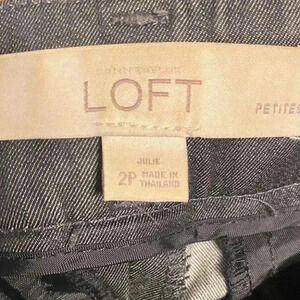 LOFT
PETITES
JULIE
2P MADE IN
THAILAND